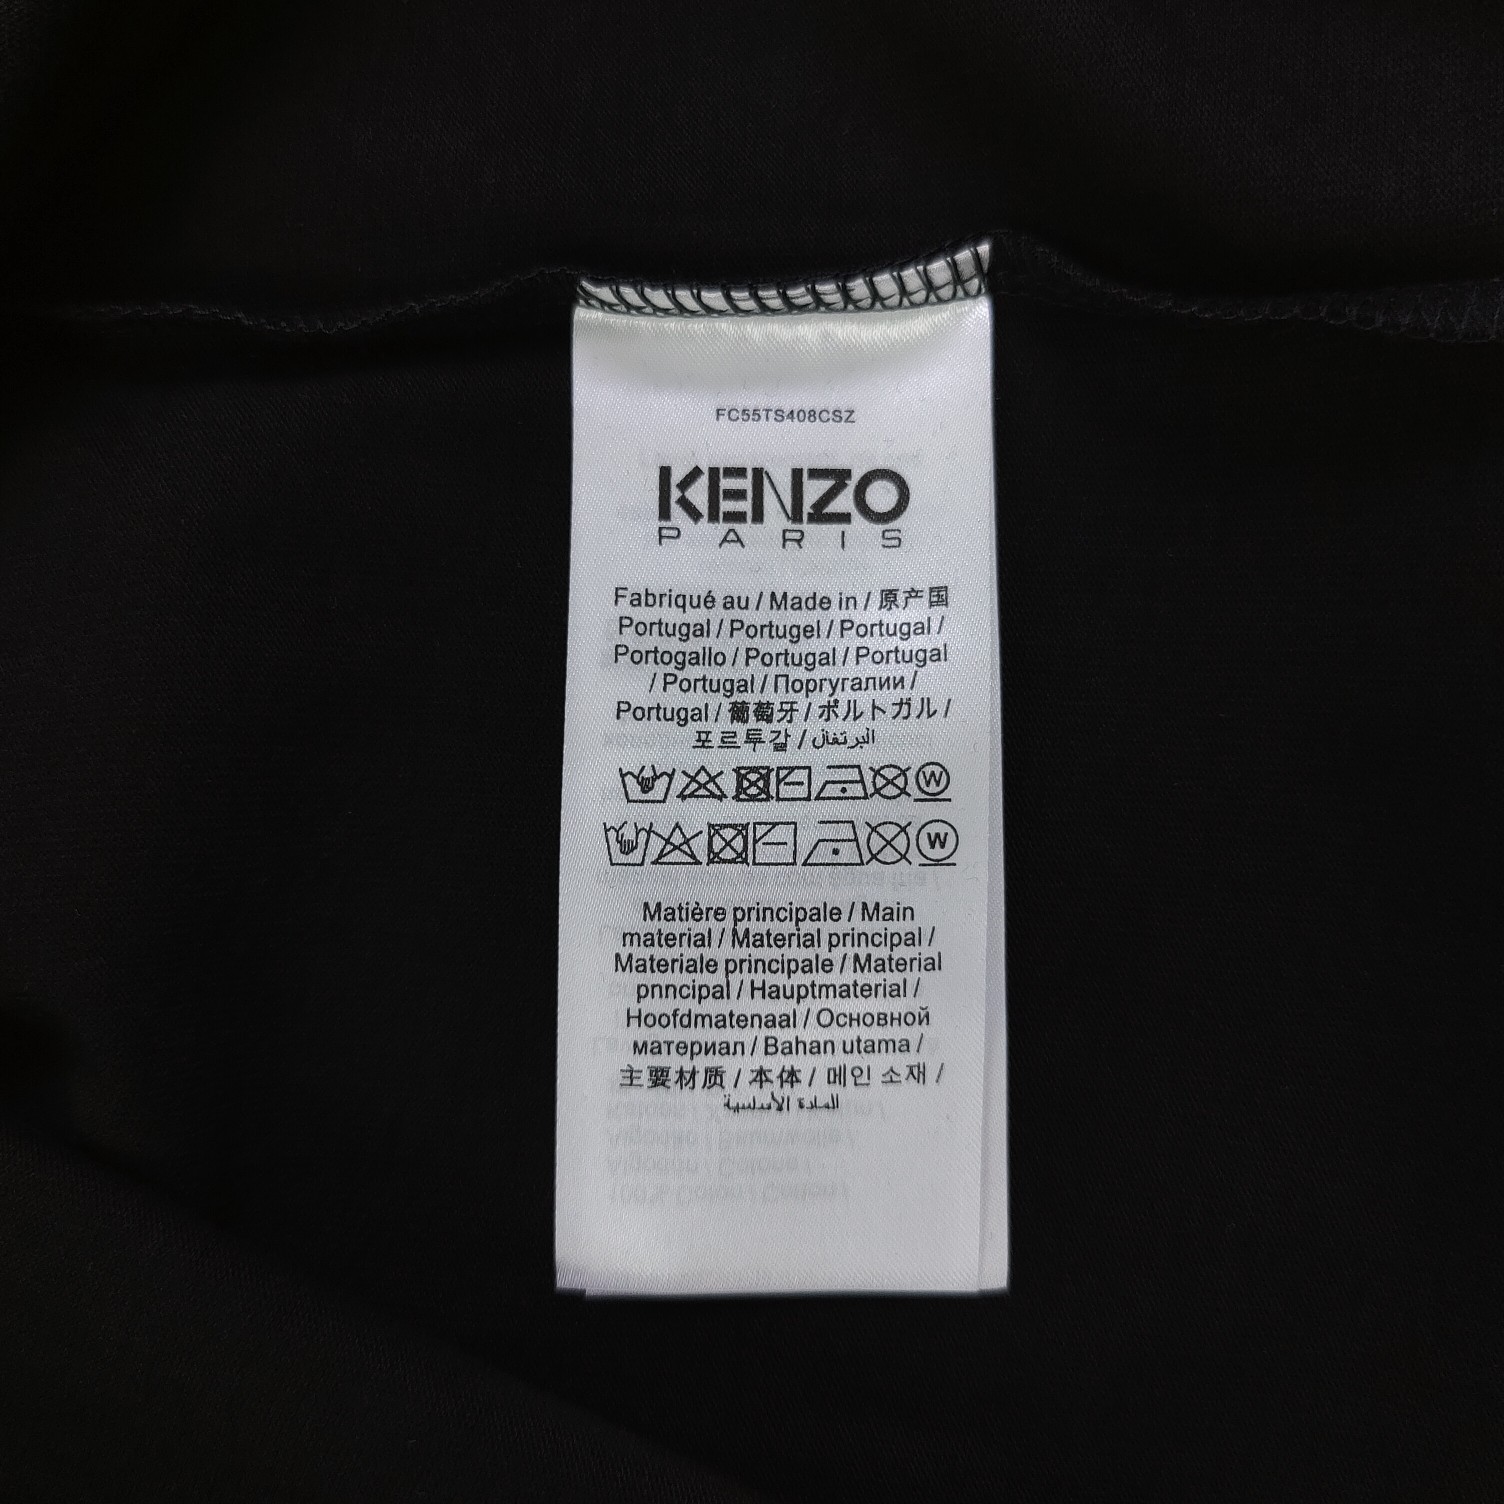 FC55TS408CSZ
KENZO
PARIS
Fabriqué au / Made in / 原产国
Portugal / Portugel / Portugal /
Portogallo / Portugal / Portugal
/ Portugal / Поругалии /
Portugal / 葡萄牙 / ポルトガル /
포르투갈 / البرتغال
W
W
Matière principale / Main
material / Material principal /
Materiale principale / Material
pnncipal / Hauptmaterial /
Hoofdmatenaal / Основной
материал / Bahan utama /
主要材质 / 本体 / 메인 소재 /
المادة الأساسية